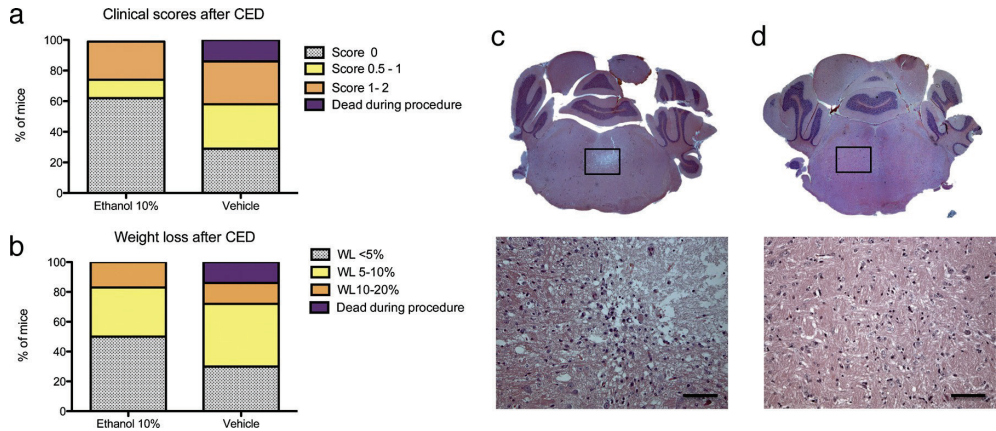 a
Clinical scores after CED
% of mice
100
80
60
40
20
0
Ethanol 10%
Vehicle
Score 0
Score 0.5 - 1
Score 1- 2
Dead during procedure
b
Weight loss after CED
% of mice
100
80
60
40
20
0
Ethanol 10%
Vehicle
WL <5%
WL 5-10%
WL10-20%
Dead during procedure
c
d